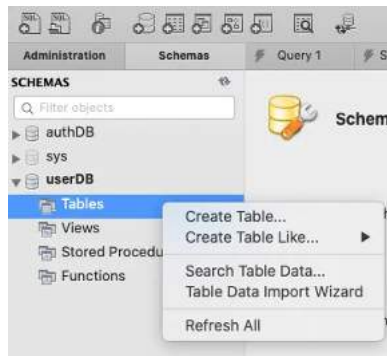 Administration Schemas Query 1
SCHEMAS
Filter objects
Schem
authDB
sys
userDB
Tables
Views
Stored Procedu
Functions
Create Table...
Create Table Like...
Search Table Data...
Table Data Import Wizard
Refresh All